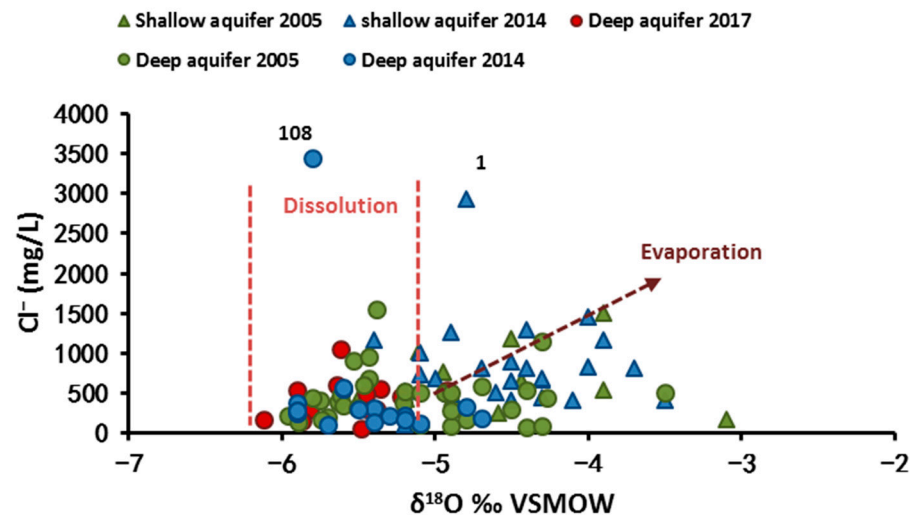 Shallow aquifer 2005 shallow aquifer 2014 Deep aquifer 2017
Deep aquifer 2005 Deep aquifer 2014
4000
3500
3000
2500
2000
1500
1000
500
0
Cl⁻ (mg/L)
108
1
Dissolution
Evaporation
−7 −6 −5 −4 −3 −2
δ¹⁸O ‰ VSMOW